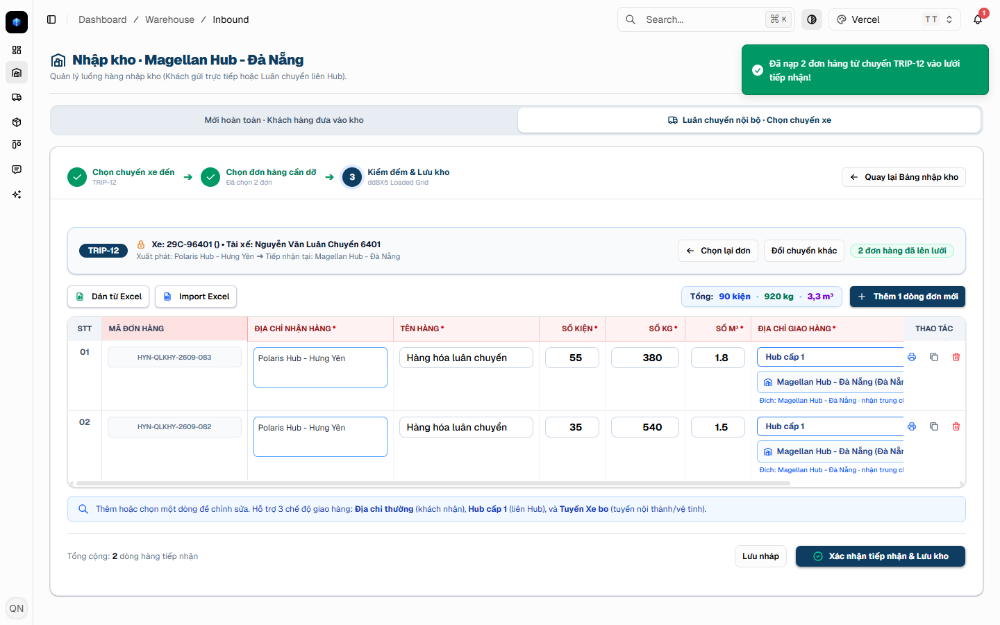 Dashboard / Warehouse / Inbound
Search...
⌘ K
Vercel
TT
1
Nhập kho · Magellan Hub - Đà Nẵng
Quản lý luồng hàng nhập kho (Khách gửi trực tiếp hoặc Luân chuyển liên Hub).
Đã nạp 2 đơn hàng từ chuyến TRIP-12 vào lưới
tiếp nhận!
Mới hoàn toàn · Khách hàng đưa vào kho
Luân chuyển nội bộ · Chọn chuyến xe
Chọn chuyến xe đến
TRIP-12
➔
Chọn đơn hàng cần dỡ
Đã chọn 2 đơn
➔
3
Kiểm đếm & Lưu kho
dd8X5 Loaded Grid
Quay lại Bảng nhập kho
TRIP-12
Xe: 29C-96401 () • Tài xế: Nguyễn Văn Luân Chuyển 6401
Xuất phát: Polaris Hub - Hưng Yên ➔ Tiếp nhận tại: Magellan Hub - Đà Nẵng
Chọn lại đơn
Đổi chuyến khác
2 đơn hàng đã lên lưới
Dán từ Excel
Import Excel
Tổng: 90 kiện • 920 kg • 3,3 m³
Thêm 1 dòng đơn mới
STT MÃ ĐƠN HÀNG ĐỊA CHỈ NHẬN HÀNG * TÊN HÀNG * SỐ KIỆN * SỐ KG * SỐ M³ * ĐỊA CHỈ GIAO HÀNG * THAO TÁC
01 HYN-QLKHY-2609-083 Polaris Hub - Hưng Yên Hàng hóa luân chuyển 55 380 1.8 Hub cấp 1
Magellan Hub - Đà Nẵng (Đà Nẵn
Đích: Magellan Hub - Đà Nẵng · nhận trung ch
02 HYN-QLKHY-2609-082 Polaris Hub - Hưng Yên Hàng hóa luân chuyển 35 540 1.5 Hub cấp 1
Magellan Hub - Đà Nẵng (Đà Nẵn
Đích: Magellan Hub - Đà Nẵng · nhận trung ch
Thêm hoặc chọn một dòng để chỉnh sửa. Hỗ trợ 3 chế độ giao hàng: Địa chỉ thường (khách nhận), Hub cấp 1 (liên Hub), và Tuyến Xe bo (tuyến nội thành/vệ tinh).
Tổng cộng: 2 dòng hàng tiếp nhận
Lưu nháp
Xác nhận tiếp nhận & Lưu kho
QN